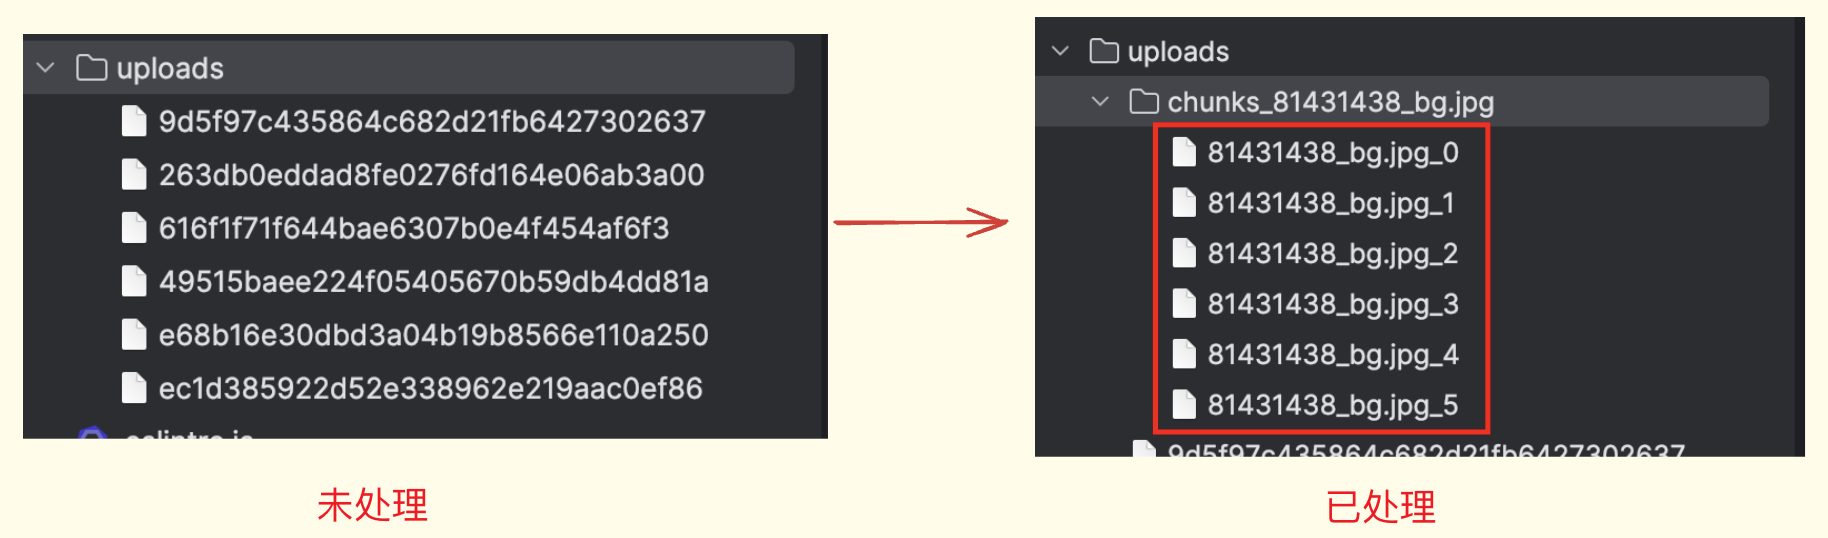 uploads
9d5f97c435864c682d21fb6427302637
263db0eddad8fe0276fd164e06ab3a00
616f1f71f644bae6307b0e4f454af6f3
49515baee224f05405670b59db4dd81a
e68b16e30dbd3a04b19b8566e110a250
ec1d385922d52e338962e219aac0ef86
未处理
uploads
chunks_81431438_bg.jpg
81431438_bg.jpg_0
81431438_bg.jpg_1
81431438_bg.jpg_2
81431438_bg.jpg_3
81431438_bg.jpg_4
81431438_bg.jpg_5
9d5f97c435864c682d21fb6427302637
已处理